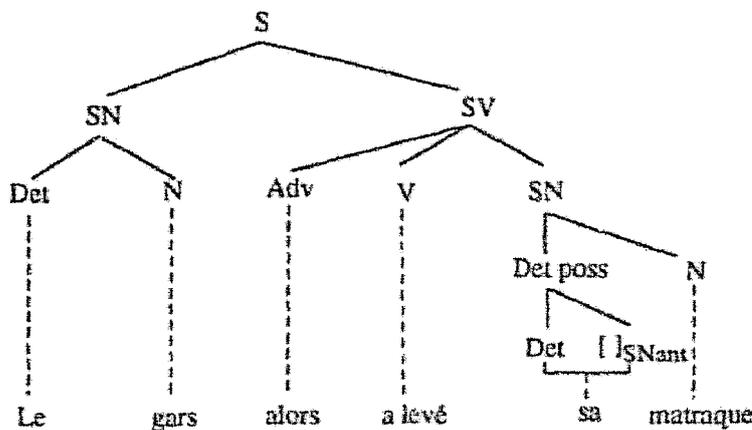 S
SN SV
Det N Adv V SN
Det poss N
Det [ ]SNant
Le gars alors a levé sa matraque